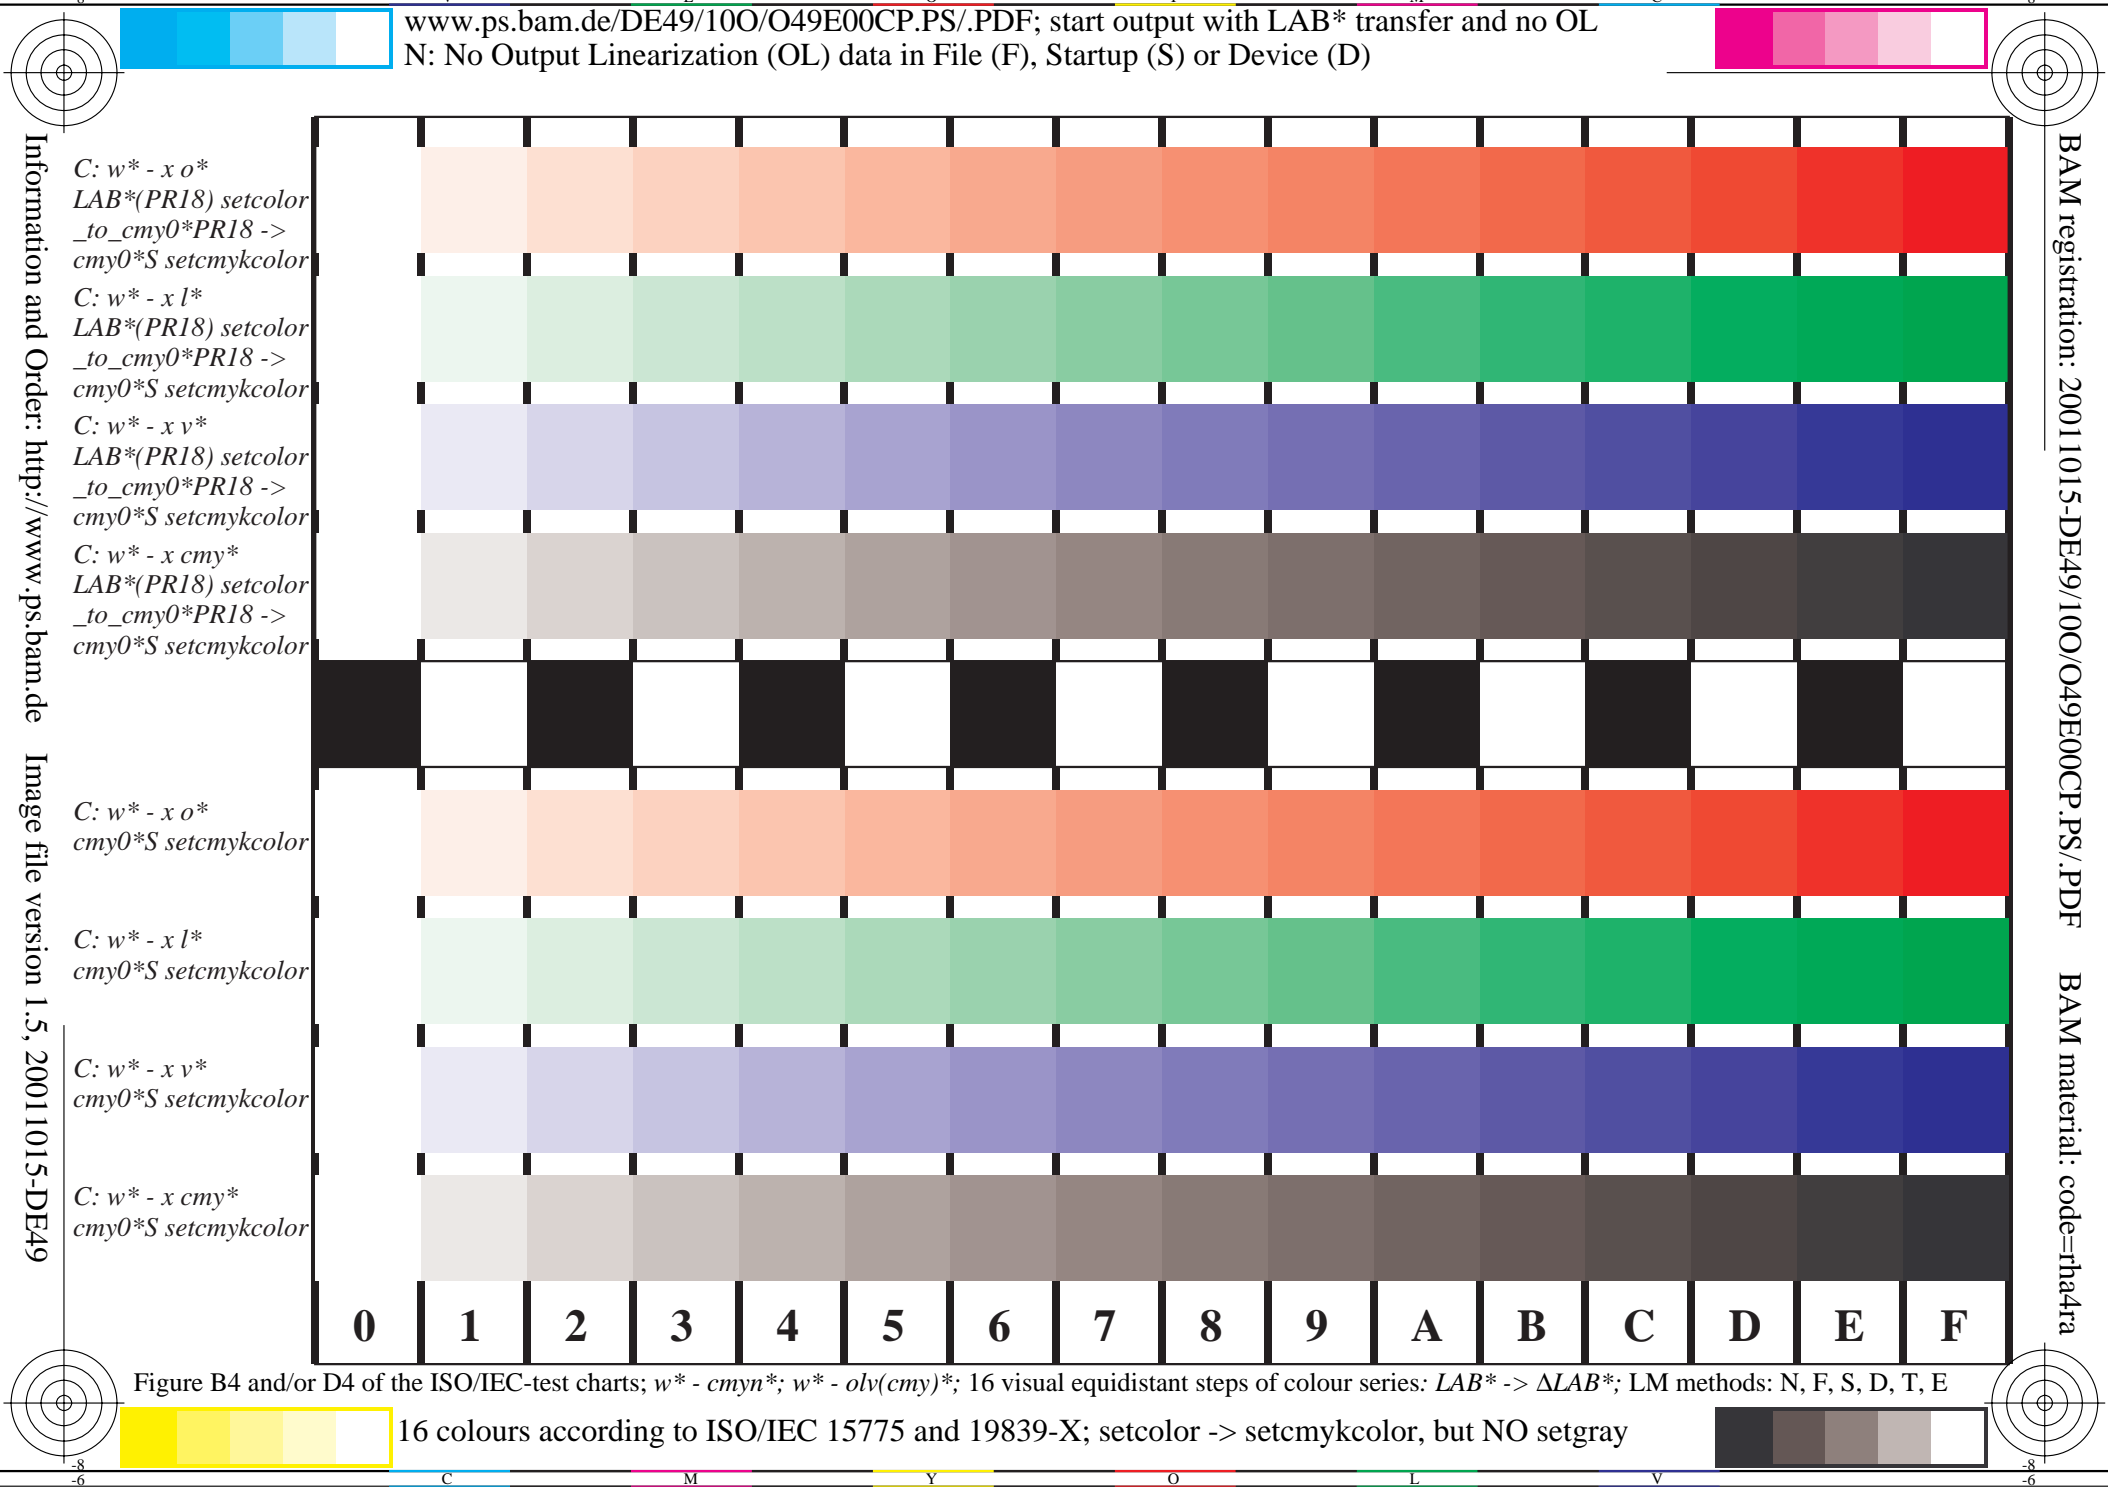 www.ps.bam.de/DE49/10O/O49E00CP.PS/.PDF; start output with LAB* transfer and no OL
N: No Output Linearization (OL) data in File (F), Startup (S) or Device (D)
Information and Order: http://www.ps.bam.de Image file version 1.5, 20011015-DE49
BAM registration: 20011015-DE49/10O/O49E00CP.PS/.PDF BAM material: code=rha4ra
C: w* - x o*
LAB*(PR18) setcolor
_to_cmy0*PR18 ->
cmy0*S setcmykcolor
C: w* - x l*
LAB*(PR18) setcolor
_to_cmy0*PR18 ->
cmy0*S setcmykcolor
C: w* - x v*
LAB*(PR18) setcolor
_to_cmy0*PR18 ->
cmy0*S setcmykcolor
C: w* - x cmy*
LAB*(PR18) setcolor
_to_cmy0*PR18 ->
cmy0*S setcmykcolor
C: w* - x o*
cmy0*S setcmykcolor
C: w* - x l*
cmy0*S setcmykcolor
C: w* - x v*
cmy0*S setcmykcolor
C: w* - x cmy*
cmy0*S setcmykcolor
0 1 2 3 4 5 6 7 8 9 A B C D E F
Figure B4 and/or D4 of the ISO/IEC-test charts; w* - cmyn*; w* - olv(cmy)*; 16 visual equidistant steps of colour series: LAB* -> ΔLAB*; LM methods: N, F, S, D, T, E
16 colours according to ISO/IEC 15775 and 19839-X; setcolor -> setcmykcolor, but NO setgray
-8 -8
-6 C M Y O L V -6